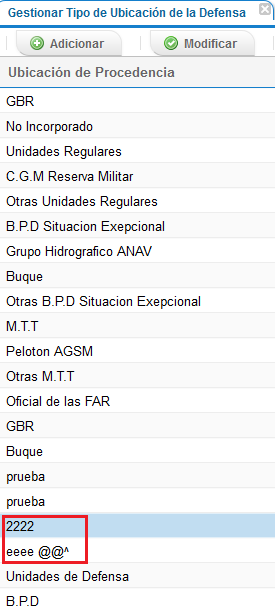 Gestionar Tipo de Ubicación de la Defensa
Adicionar Modificar
Ubicación de Procedencia
GBR
No Incorporado
Unidades Regulares
C.G.M Reserva Militar
Otras Unidades Regulares
B.P.D Situacion Exepcional
Grupo Hidrografico ANAV
Buque
Otras B.P.D Situacion Exepcional
M.T.T
Peloton AGSM
Otras M.T.T
Oficial de las FAR
GBR
Buque
prueba
prueba
2222
eeee @@^
Unidades de Defensa
B.P.D